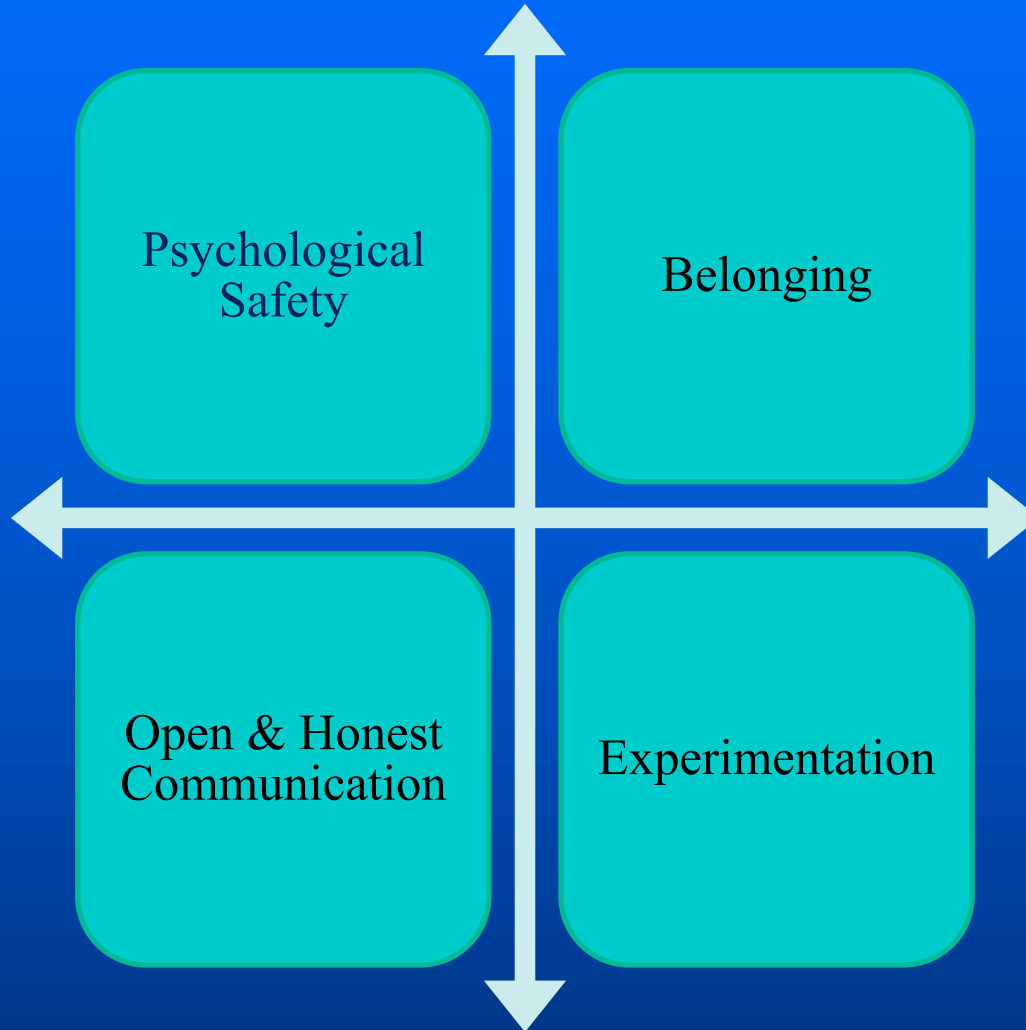 Psychological
Safety
Belonging
Open & Honest
Communication
Experimentation